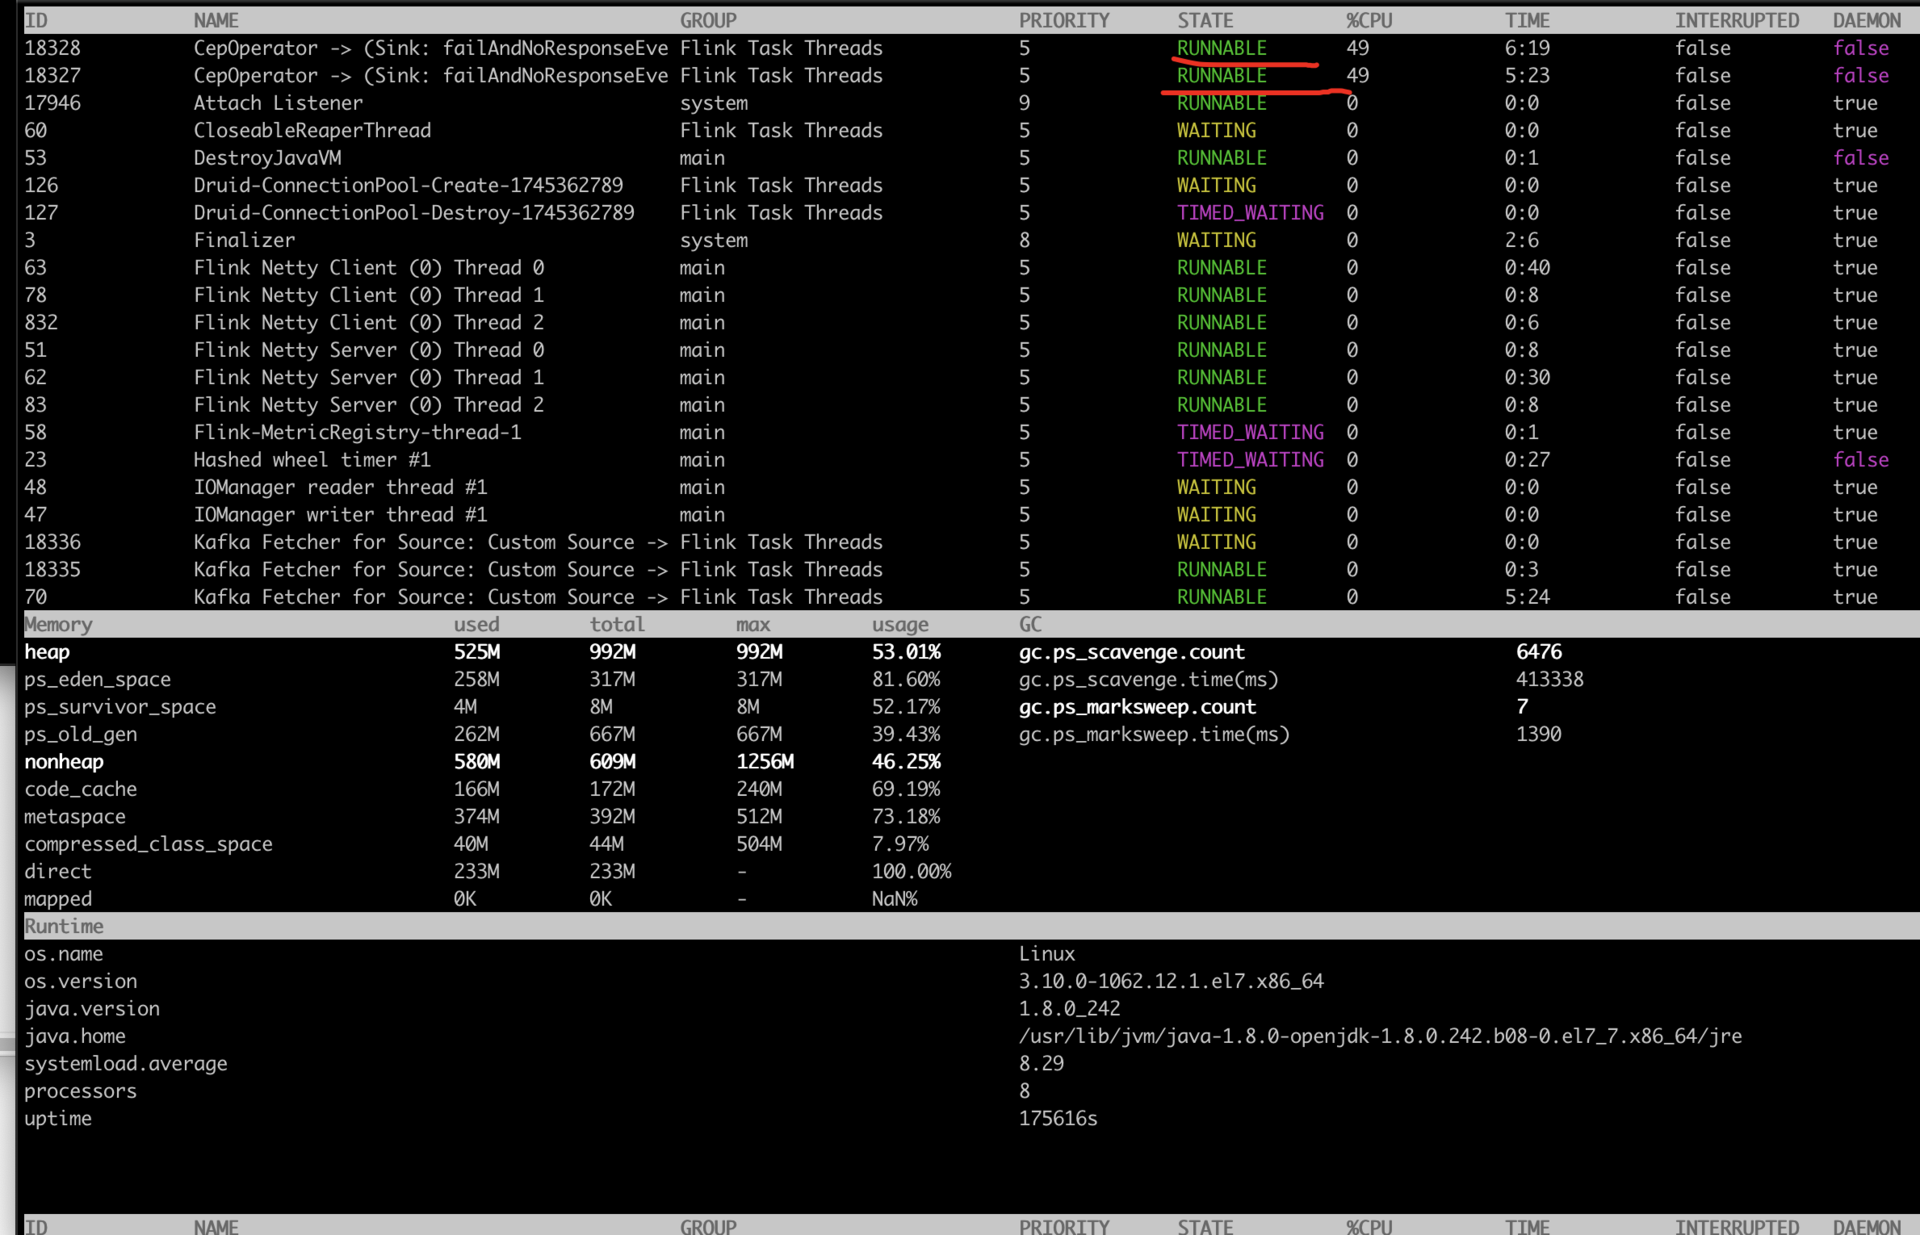 ID NAME GROUP PRIORITY STATE %CPU TIME INTERRUPTED DAEMON
18328 CepOperator -> (Sink: failAndNoResponseEve Flink Task Threads 5 RUNNABLE 49 6:19 false false
18327 CepOperator -> (Sink: failAndNoResponseEve Flink Task Threads 5 RUNNABLE 49 5:23 false false
17946 Attach Listener system 9 RUNNABLE 0 0:0 false true
60 CloseableReaperThread Flink Task Threads 5 WAITING 0 0:0 false true
53 DestroyJavaVM main 5 RUNNABLE 0 0:1 false false
126 Druid-ConnectionPool-Create-1745362789 Flink Task Threads 5 WAITING 0 0:0 false true
127 Druid-ConnectionPool-Destroy-1745362789 Flink Task Threads 5 TIMED_WAITING 0 0:0 false true
3 Finalizer system 8 WAITING 0 2:6 false true
63 Flink Netty Client (0) Thread 0 main 5 RUNNABLE 0 0:40 false true
78 Flink Netty Client (0) Thread 1 main 5 RUNNABLE 0 0:8 false true
832 Flink Netty Client (0) Thread 2 main 5 RUNNABLE 0 0:6 false true
51 Flink Netty Server (0) Thread 0 main 5 RUNNABLE 0 0:8 false true
62 Flink Netty Server (0) Thread 1 main 5 RUNNABLE 0 0:30 false true
83 Flink Netty Server (0) Thread 2 main 5 RUNNABLE 0 0:8 false true
58 Flink-MetricRegistry-thread-1 main 5 TIMED_WAITING 0 0:1 false true
23 Hashed wheel timer #1 main 5 TIMED_WAITING 0 0:27 false false
48 IOManager reader thread #1 main 5 WAITING 0 0:0 false true
47 IOManager writer thread #1 main 5 WAITING 0 0:0 false true
18336 Kafka Fetcher for Source: Custom Source -> Flink Task Threads 5 WAITING 0 0:0 false true
18335 Kafka Fetcher for Source: Custom Source -> Flink Task Threads 5 RUNNABLE 0 0:3 false true
70 Kafka Fetcher for Source: Custom Source -> Flink Task Threads 5 RUNNABLE 0 5:24 false true
Memory used total max usage GC
heap 525M 992M 992M 53.01% gc.ps_scavenge.count 6476
ps_eden_space 258M 317M 317M 81.60% gc.ps_scavenge.time(ms) 413338
ps_survivor_space 4M 8M 8M 52.17% gc.ps_marksweep.count 7
ps_old_gen 262M 667M 667M 39.43% gc.ps_marksweep.time(ms) 1390
nonheap 580M 609M 1256M 46.25%
code_cache 166M 172M 240M 69.19%
metaspace 374M 392M 512M 73.18%
compressed_class_space 40M 44M 504M 7.97%
direct 233M 233M - 100.00%
mapped 0K 0K - NaN%
Runtime
os.name Linux
os.version 3.10.0-1062.12.1.el7.x86_64
java.version 1.8.0_242
java.home /usr/lib/jvm/java-1.8.0-openjdk-1.8.0.242.b08-0.el7_7.x86_64/jre
systemload.average 8.29
processors 8
uptime 175616s
ID NAME GROUP PRIORITY STATE %CPU TIME INTERRUPTED DAEMON